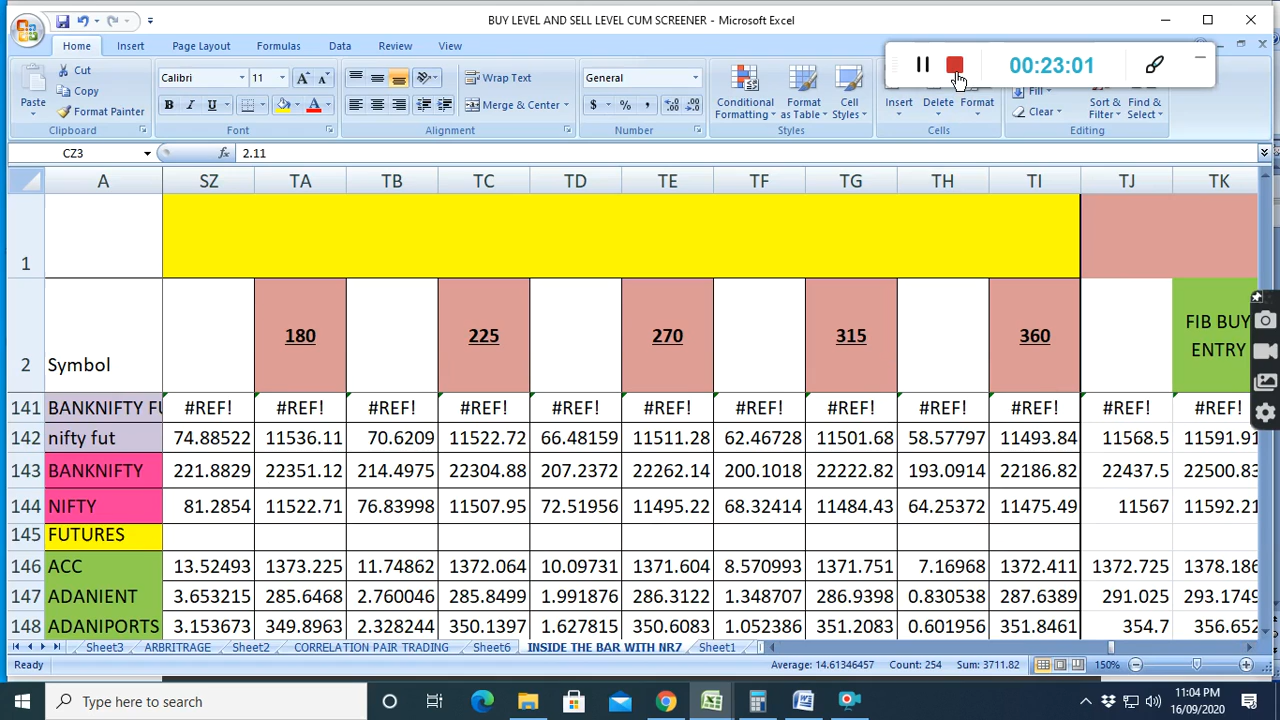 BUY LEVEL AND SELL LEVEL CUM SCREENER - Microsoft Excel
Home Insert Page Layout Formulas Data Review View
00:23:01
Cut
Copy
Format Painter
Paste
Clipboard
Calibri 11
B I U
Font
Wrap Text
Merge & Center
Alignment
General
$ % ,
Number
Conditional Formatting
Format as Table
Cell Styles
Styles
Insert Delete Format
Cells
Fill
Clear
Sort & Filter
Find & Select
Editing
CZ3 fx 2.11
A SZ TA TB TC TD TE TF TG TH TI TJ TK
1
2 Symbol 180 225 270 315 360 FIB BUY ENTRY
141 BANKNIFTY FU #REF! #REF! #REF! #REF! #REF! #REF! #REF! #REF! #REF! #REF! #REF! #REF!
142 nifty fut 74.88522 11536.11 70.6209 11522.72 66.48159 11511.28 62.46728 11501.68 58.57797 11493.84 11568.5 11591.91
143 BANKNIFTY 221.8829 22351.12 214.4975 22304.88 207.2372 22262.14 200.1018 22222.82 193.0914 22186.82 22437.5 22500.83
144 NIFTY 81.2854 11522.71 76.83998 11507.95 72.51956 11495.22 68.32414 11484.43 64.25372 11475.49 11567 11592.21
145 FUTURES
146 ACC 13.52493 1373.225 11.74862 1372.064 10.09731 1371.604 8.570993 1371.751 7.16968 1372.411 1372.725 1378.186
147 ADANIENT 3.653215 285.6468 2.760046 285.8499 1.991876 286.3122 1.348707 286.9398 0.830538 287.6389 291.025 293.1749
148 ADANIPORTS 3.153673 349.8963 2.328244 350.1397 1.627815 350.6083 1.052386 351.2083 0.601956 351.8461 354.7 356.652
Sheet3 ARBRITRAGE Sheet2 CORRELATION PAIR TRADING Sheet6 INSIDE THE BAR WITH NR7 Sheet1
Ready Average: 14.61346457 Count: 254 Sum: 3711.82 150%
Type here to search
11:04 PM
16/09/2020